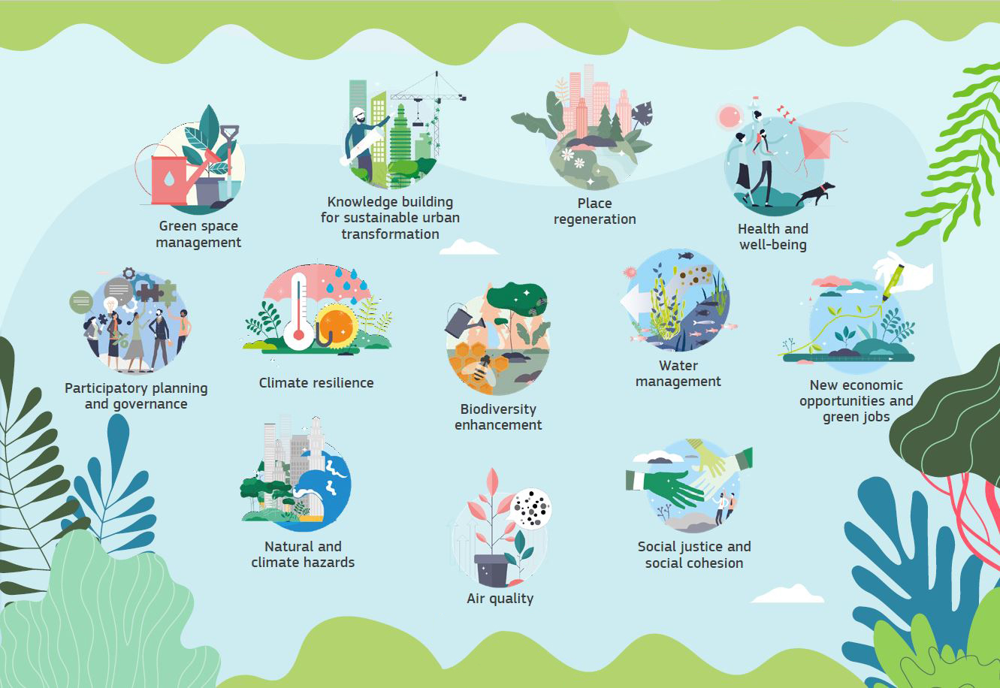 Green space
management
Knowledge building
for sustainable urban
transformation
Place
regeneration
Health and
well-being
Participatory planning
and governance
Climate resilience
Biodiversity
enhancement
Water
management
New economic
opportunities and
green jobs
Natural and
climate hazards
Air quality
Social justice and
social cohesion